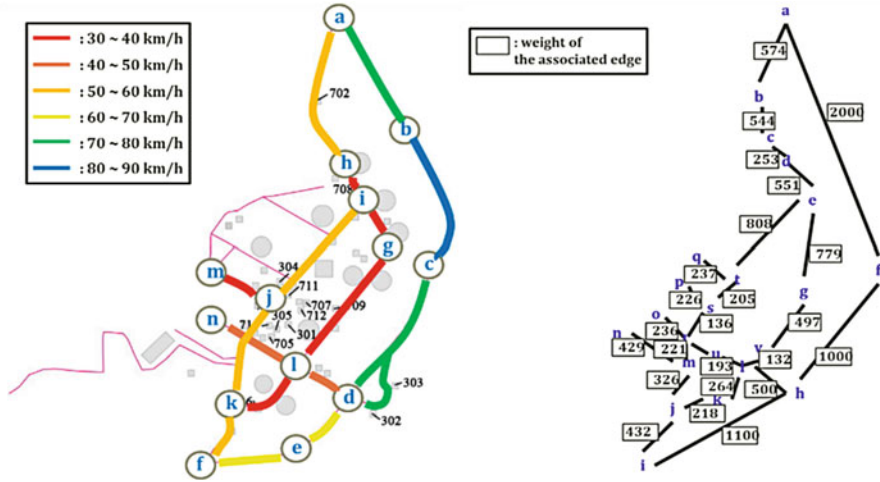 : 30 ~ 40 km/h
: 40 ~ 50 km/h
: 50 ~ 60 km/h
: 60 ~ 70 km/h
: 70 ~ 80 km/h
: 80 ~ 90 km/h
a
702
b
h
708
i
g
c
m
304
711
j
707
709
712
n
305
301
705
l
303
d
302
k
e
f
: weight of
the associated edge
a
574
b
2000
544
c
253
d
551
e
808
779
f
q
237
t
p
g
226
205
s
o
136
497
236
n
429
221
u
v
m
193
132
1000
326
264
500
h
j
k
218
432
1100
i